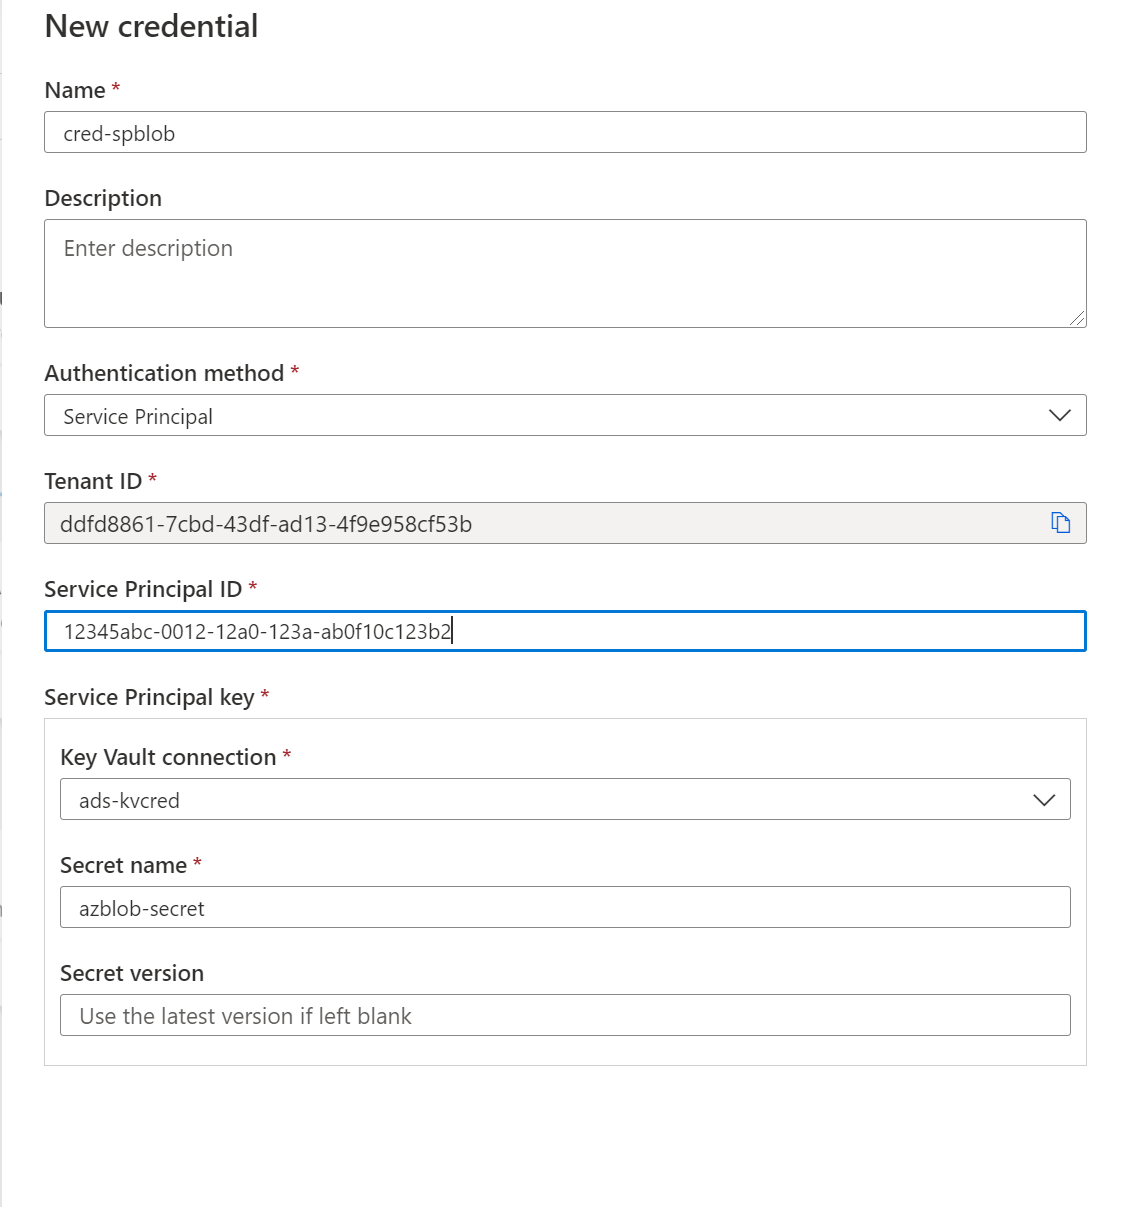 New credential
Name *
cred-spblob
Description
Enter description
Authentication method *
Service Principal
Tenant ID *
ddfd8861-7cbd-43df-ad13-4f9e958cf53b
Service Principal ID *
12345abc-0012-12a0-123a-ab0f10c123b2
Service Principal key *
Key Vault connection *
ads-kvcred
Secret name *
azblob-secret
Secret version
Use the latest version if left blank